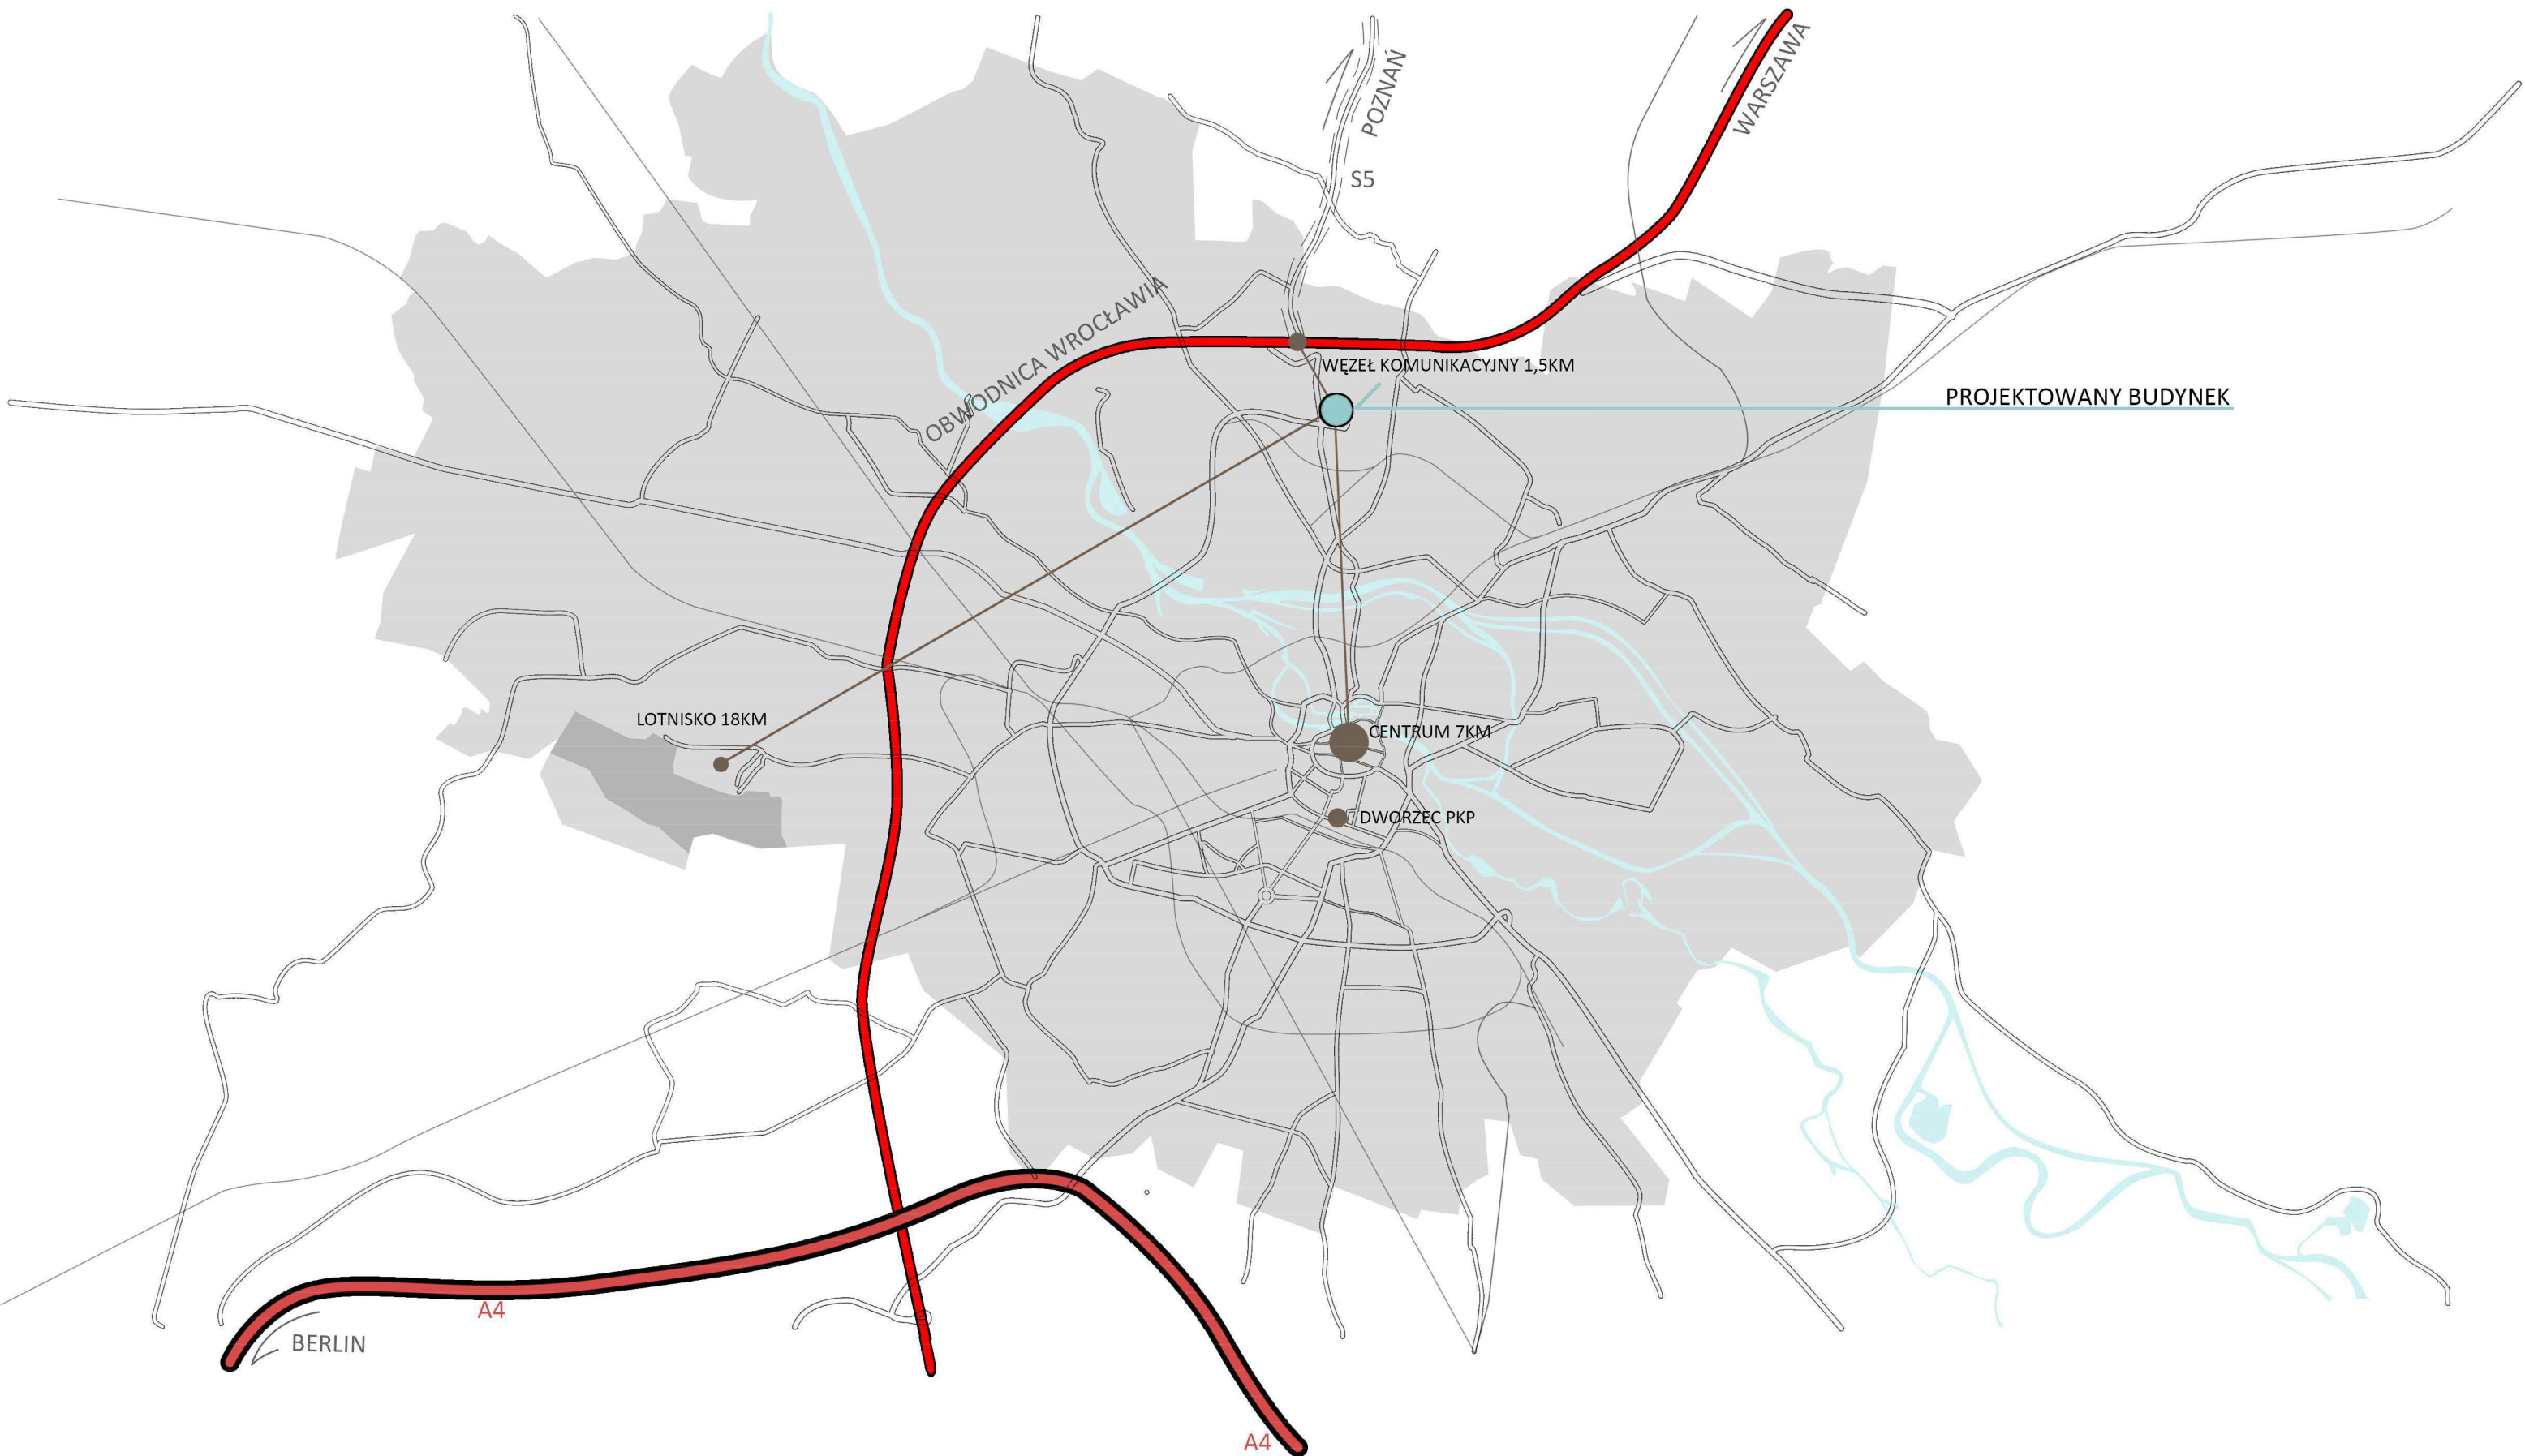 WARSZAWA
POZNAŃ
S5
OBWODNICA WROCŁAWIA
WĘZEŁ KOMUNIKACYJNY 1,5KM
PROJEKTOWANY BUDYNEK
LOTNISKO 18KM
CENTRUM 7KM
DWORZEC PKP
A4
BERLIN
A4